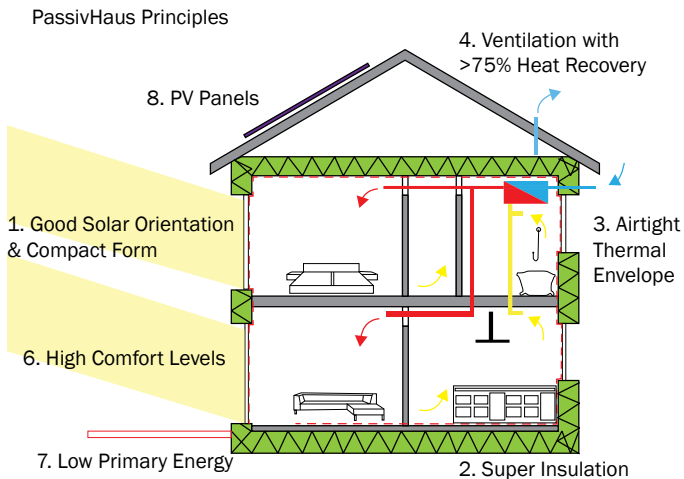 PassivHaus Principles
4. Ventilation with
>75% Heat Recovery
8. PV Panels
1. Good Solar Orientation
& Compact Form
3. Airtight
Thermal
Envelope
6. High Comfort Levels
7. Low Primary Energy
2. Super Insulation